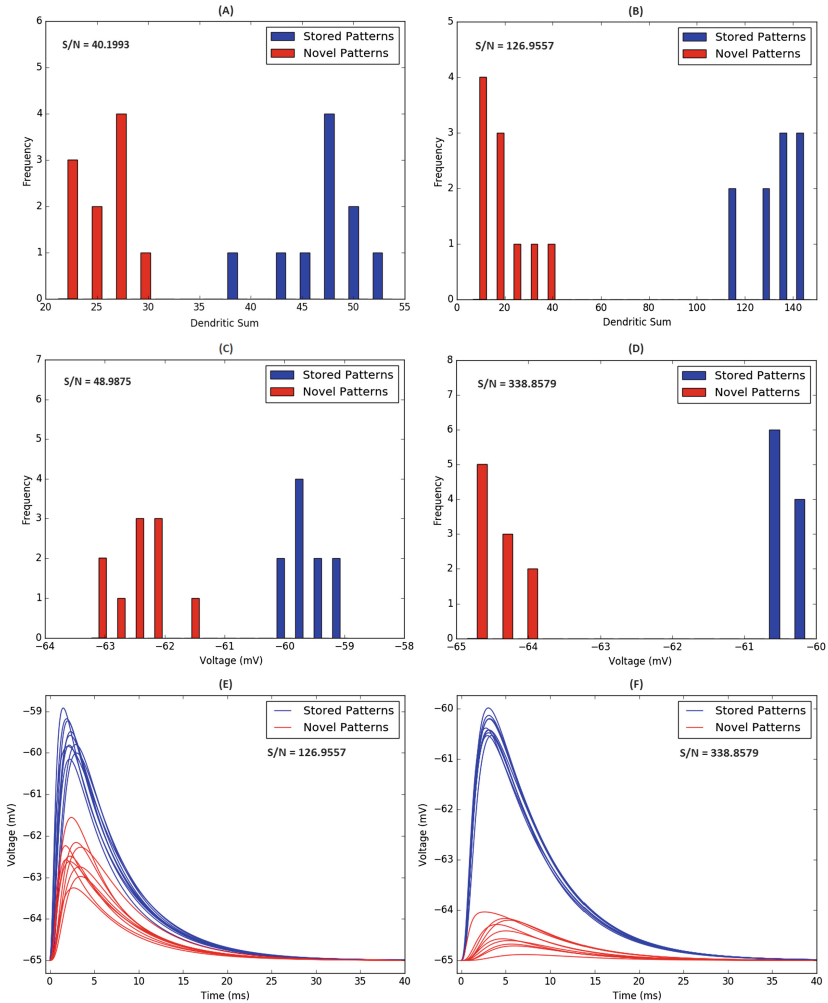 (A)
S/N = 40.1993
Stored Patterns
Novel Patterns
6
5
4
3
2
1
0
Frequency
20 25 30 35 40 45 50 55
Dendritic Sum
(B)
S/N = 126.9557
Stored Patterns
Novel Patterns
5
4
3
2
1
0
Frequency
0 20 40 60 80 100 120 140
Dendritic Sum
(C)
S/N = 48.9875
Stored Patterns
Novel Patterns
7
6
5
4
3
2
1
0
Frequency
−64 −63 −62 −61 −60 −59 −58
Voltage (mV)
(D)
S/N = 338.8579
Stored Patterns
Novel Patterns
8
7
6
5
4
3
2
1
0
Frequency
−65 −64 −63 −62 −61 −60
Voltage (mV)
(E)
Stored Patterns
Novel Patterns
S/N = 126.9557
−59
−60
−61
−62
−63
−64
−65
Voltage (mV)
0 5 10 15 20 25 30 35 40
Time (ms)
(F)
Stored Patterns
Novel Patterns
S/N = 338.8579
−60
−61
−62
−63
−64
−65
Voltage (mV)
0 5 10 15 20 25 30 35 40
Time (ms)